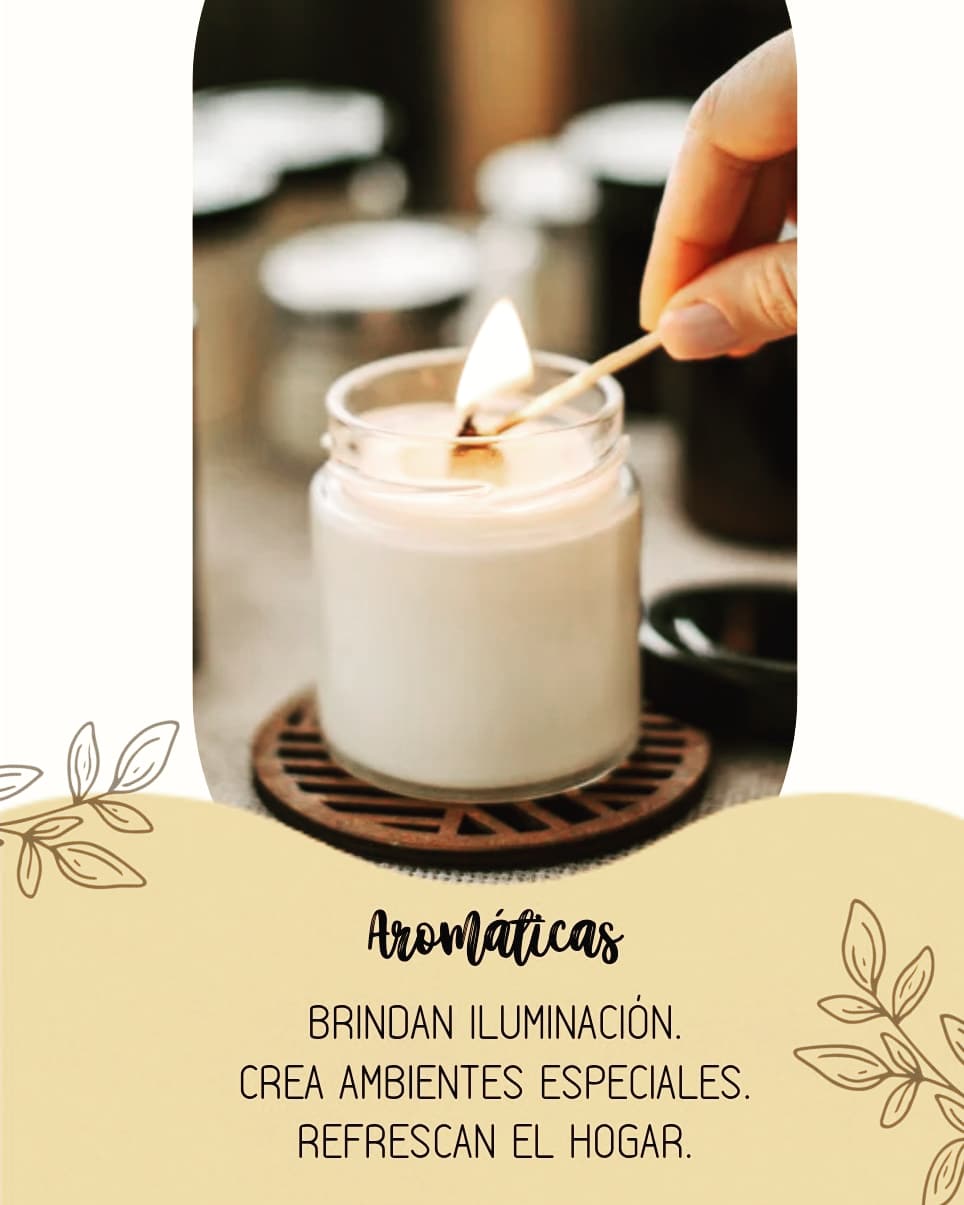 Aromáticas
BRINDAN ILUMINACIÓN.
CREA AMBIENTES ESPECIALES.
REFRESCAN EL HOGAR.